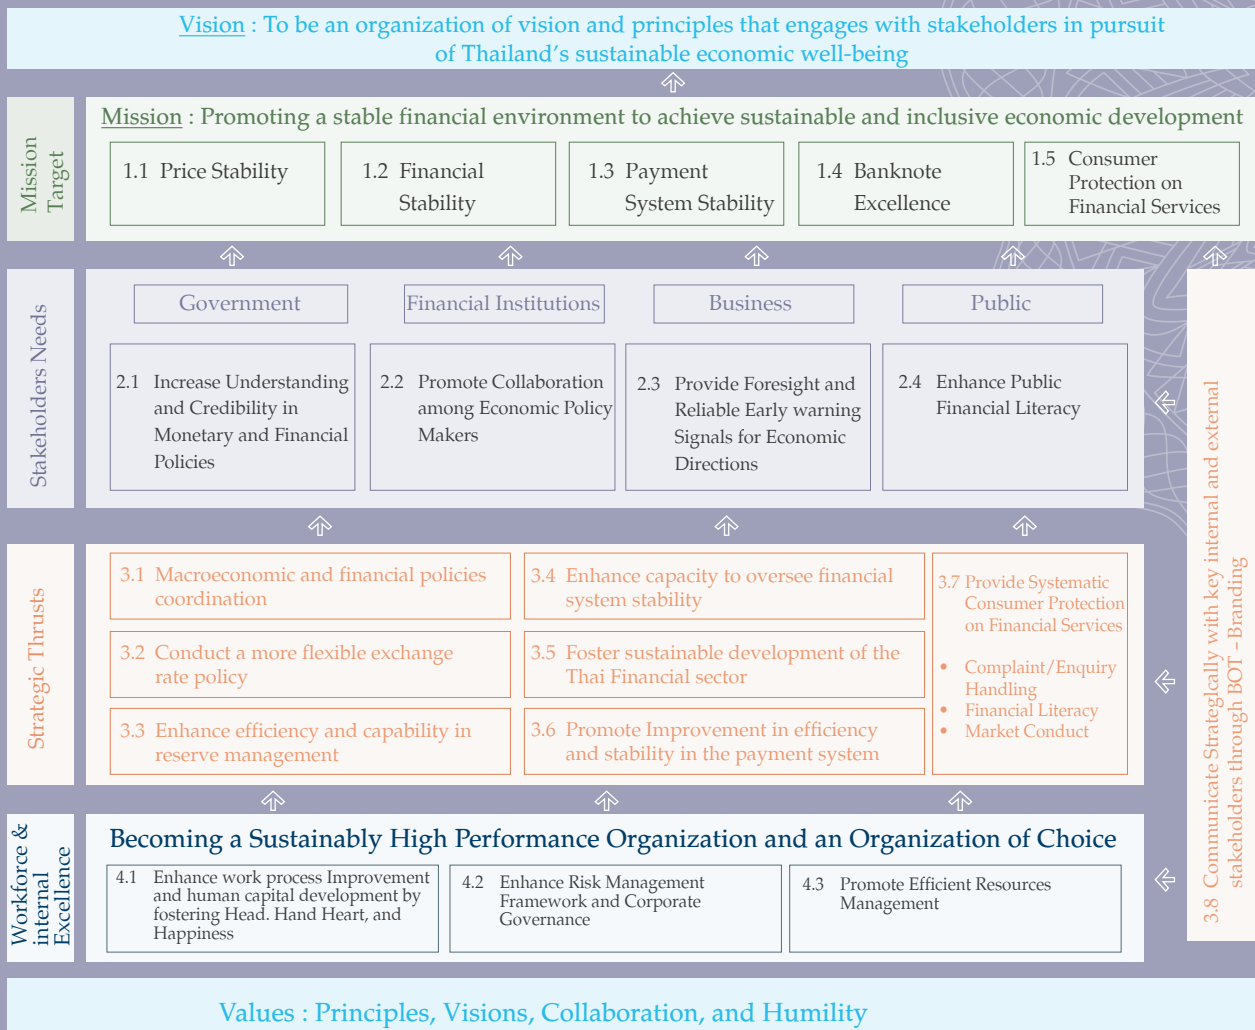 Vision : To be an organization of vision and principles that engages with stakeholders in pursuit
of Thailand's sustainable economic well-being
Mission
Target
Mission : Promoting a stable financial environment to achieve sustainable and inclusive economic development
1.1 Price Stability
1.2 Financial
Stability
1.3 Payment
System Stability
1.4 Banknote
Excellence
1.5 Consumer
Protection on
Financial Services
Stakeholders Needs
Government
Financial Institutions
Business
Public
2.1 Increase Understanding
and Credibility in
Monetary and Financial
Policies
2.2 Promote Collaboration
among Economic Policy
Makers
2.3 Provide Foresight and
Reliable Early warning
Signals for Economic
Directions
2.4 Enhance Public
Financial Literacy
Strategic Thrusts
3.1 Macroeconomic and financial policies
coordination
3.2 Conduct a more flexible exchange
rate policy
3.3 Enhance efficiency and capability in
reserve management
3.4 Enhance capacity to oversee financial
system stability
3.5 Foster sustainable development of the
Thai Financial sector
3.6 Promote Improvement in efficiency
and stability in the payment system
3.7 Provide Systematic
Consumer Protection
on Financial Services
• Complaint/Enquiry
Handling
• Financial Literacy
• Market Conduct
3.8 Communicate Strateglcally with key internal and external
stakeholders through BOT - Branding
Workforce &
internal
Excellence
Becoming a Sustainably High Performance Organization and an Organization of Choice
4.1 Enhance work process Improvement
and human capital development by
fostering Head. Hand Heart, and
Happiness
4.2 Enhance Risk Management
Framework and Corporate
Governance
4.3 Promote Efficient Resources
Management
Values : Principles, Visions, Collaboration, and Humility